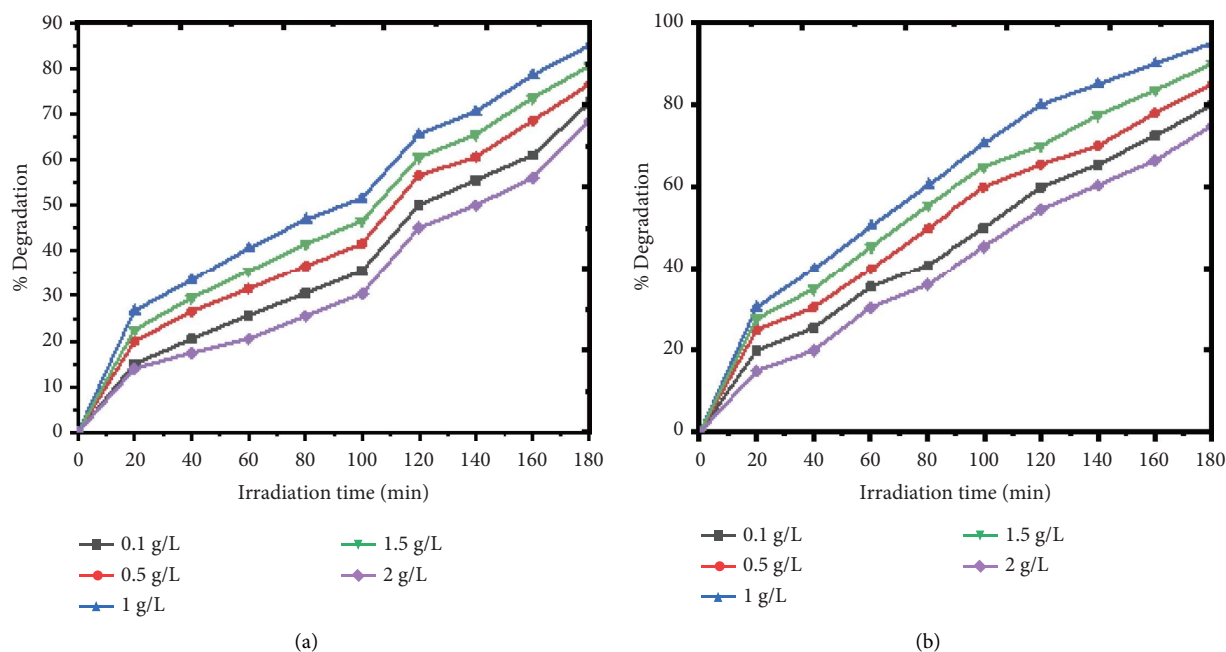 % Degradation
90
80
70
60
50
40
30
20
10
0
0 20 40 60 80 100 120 140 160 180
Irradiation time (min)
0.1 g/L
0.5 g/L
1 g/L
1.5 g/L
2 g/L
(a)
% Degradation
100
80
60
40
20
0
0 20 40 60 80 100 120 140 160 180
Irradiation time (min)
0.1 g/L
0.5 g/L
1 g/L
1.5 g/L
2 g/L
(b)